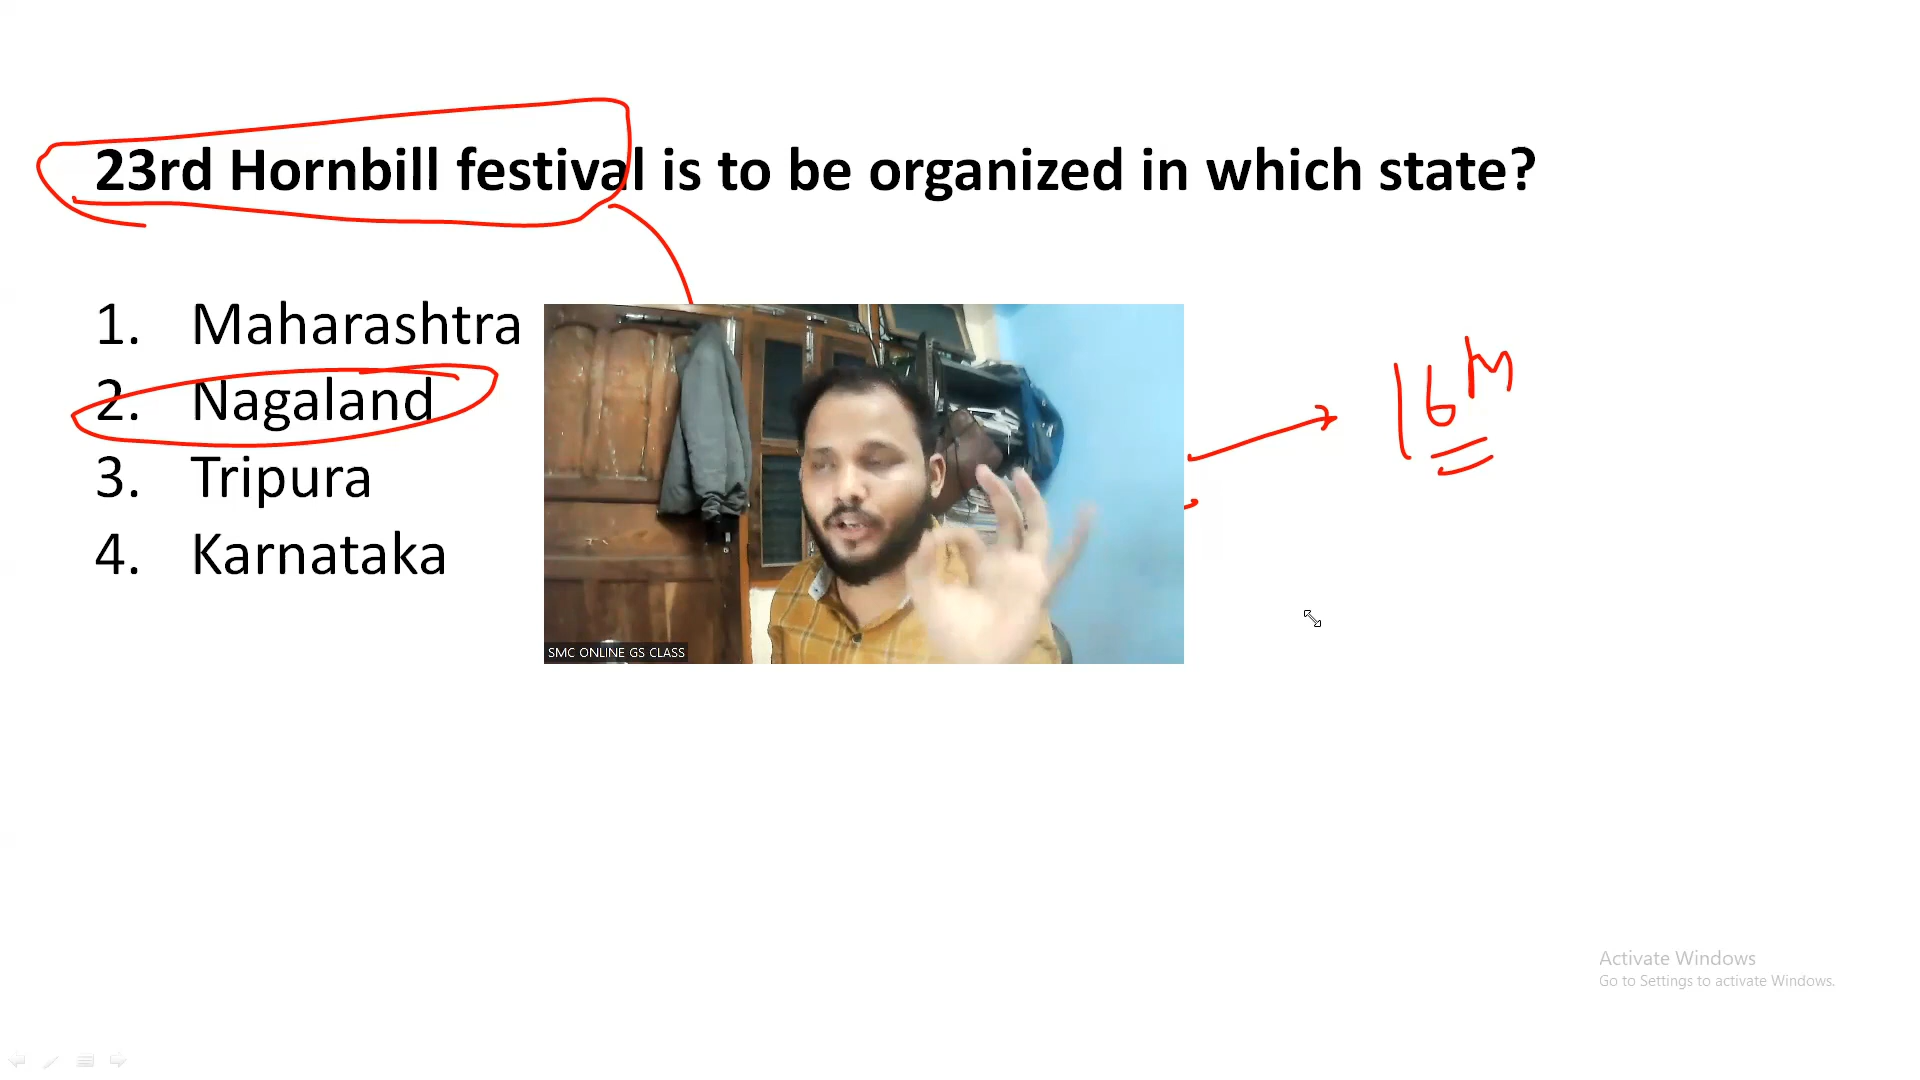 23rd Hornbill festival is to be organized in which state?
1. Maharashtra
2. Nagaland
3. Tripura
4. Karnataka
16 M
SMC ONLINE GS CLASS
Activate Windows
Go to Settings to activate Windows.